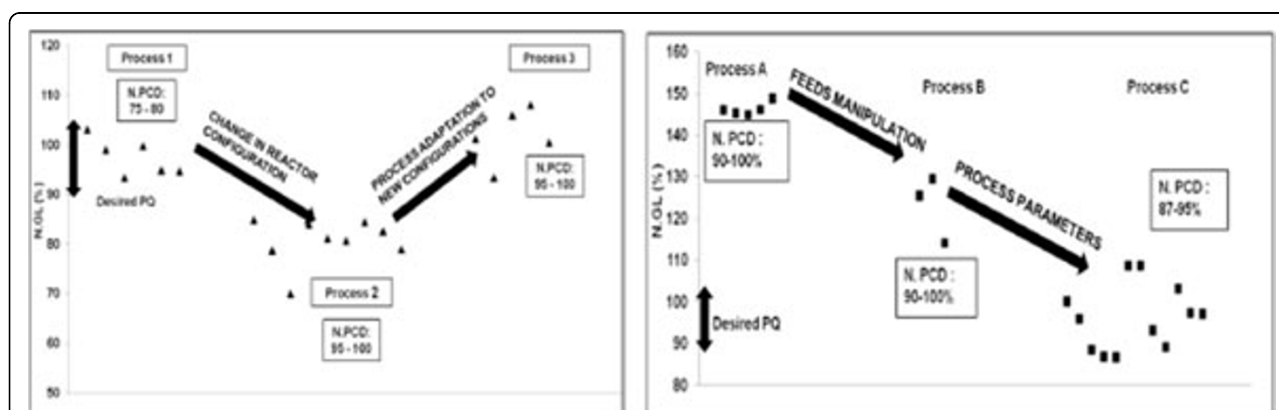 120
110
100
90
80
70
60
50
N.GL (%)
Process 1
N.PCD:
75 - 80
Desired PQ
CHANGE IN REACTOR
CONFIGURATION
Process 2
N.PCD:
95 - 100
PROCESS ADAPTATION TO
NEW CONFIGURATIONS
Process 3
N.PCD:
95 - 100
160
150
140
130
120
110
100
90
80
N.GL (%)
Process A
N. PCD :
90-100%
Desired PQ
FEEDS MANIPULATION
Process B
N. PCD :
90-100%
PROCESS PARAMETERS
Process C
N. PCD :
87-95%